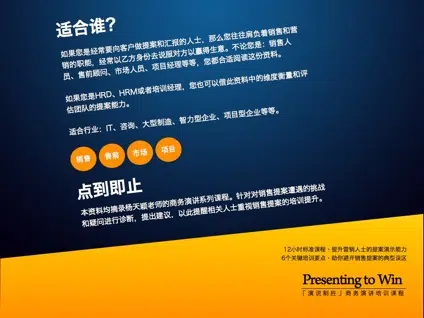 适合谁？
如果您是经常要向客户做提案和汇报的人士，那么您往往肩负着销售和营
销的职能，经常以乙方身份去说服对方以赢得生意。不论您是：销售人
员、售前顾问、市场人员、项目经理等等，您都合适阅读这份资料。
如果您是HRD、HRM或者培训经理，您也可以借此资料中的维度衡量和评
估团队的提案能力。
适合行业：IT、咨询、大型制造、智力型企业、项目型企业等等。
销售 售前 市场 项目
点到即止
本资料均摘录杨天颖老师的商务演讲系列课程。针对对销售提案遭遇的挑战
和疑问进行诊断，提出建议，以此提醒相关人士重视销售提案的培训提升。
12小时标准课程·提升营销人士的提案演示能力
6个关键培训要点·助你避开销售提案的典型误区
Presenting to Win
「演说制胜」商务演讲培训课程